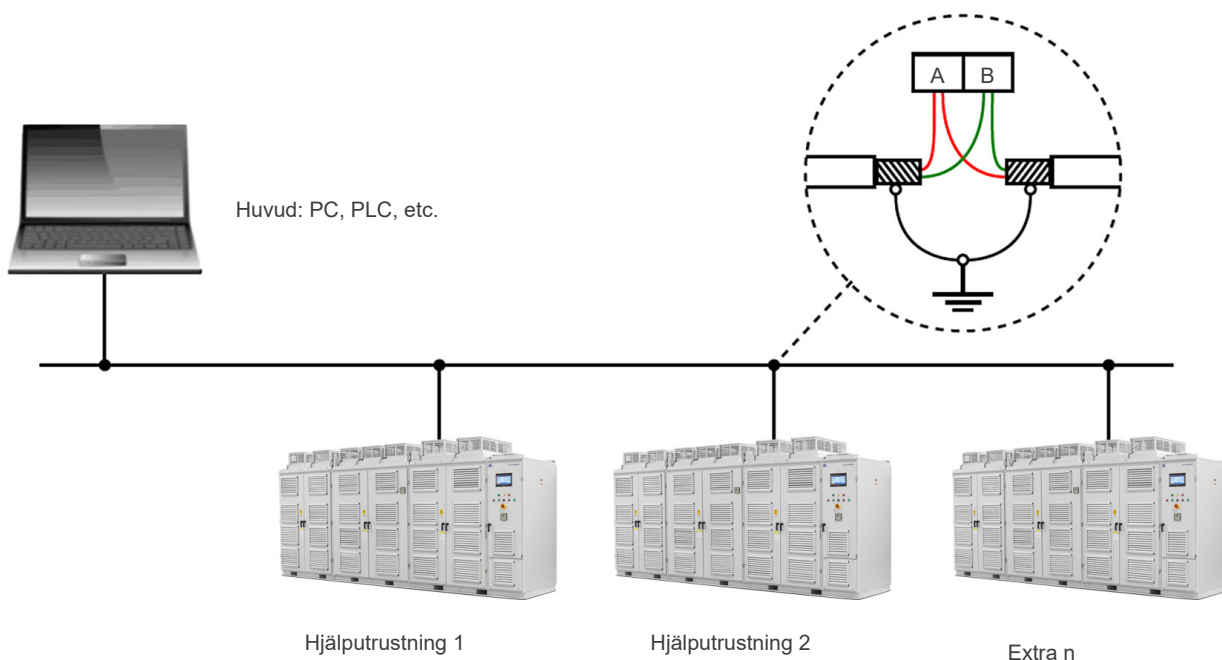 A B
Huvud: PC, PLC, etc.
Hjälputrustning 1
Hjälputrustning 2
Extra n